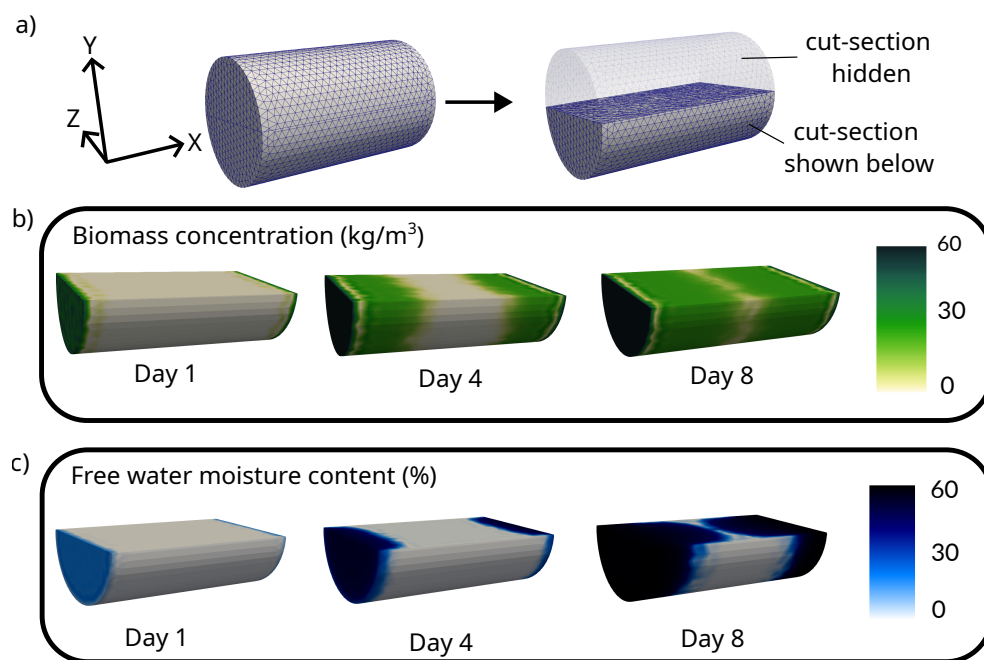 a)
Y
Z
X
cut-section
hidden
cut-section
shown below
b)
Biomass concentration (kg/m³)
60
30
0
Day 1
Day 4
Day 8
c)
Free water moisture content (%)
60
30
0
Day 1
Day 4
Day 8